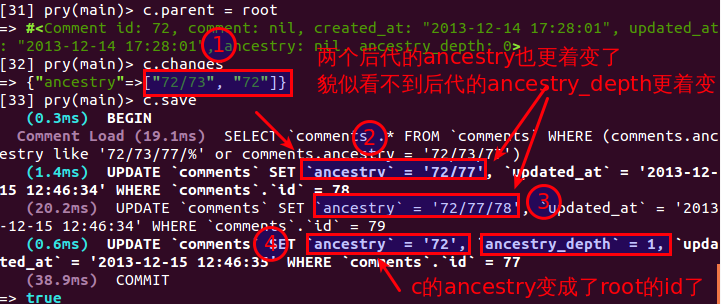 [31] pry(main)> c.parent = root
=> #<Comment id: 72, comment: nil, created_at: "2013-12-14 17:28:01", updated_at
: "2013-12-14 17:28:01", ancestry: nil, ancestry_depth: 0>
① 两个后代的ancestry也更着变了
[32] pry(main)> c.changes
貌似看不到后代的ancestry_depth更着变
=> {"ancestry"=>["72/73", "72"]}
[33] pry(main)> c.save
(0.3ms) BEGIN
②
Comment Load (19.1ms) SELECT `comments`.* FROM `comments` WHERE (comments.anc
estry like '72/73/77/%' or comments.ancestry = '72/73/77')
(1.4ms) UPDATE `comments` SET `ancestry` = '72/77', `updated_at` = '2013-12-
15 12:46:34' WHERE `comments`.`id` = 78
③
(20.2ms) UPDATE `comments` SET `ancestry` = '72/77/78', `updated_at` = '2013
-12-15 12:46:34' WHERE `comments`.`id` = 79
④
(0.6ms) UPDATE `comments` SET `ancestry` = '72', `ancestry_depth` = 1, `upda
ted_at` = '2013-12-15 12:46:35' WHERE `comments`.`id` = 77
(38.9ms) COMMIT
c的ancestry变成了root的id了
=> true